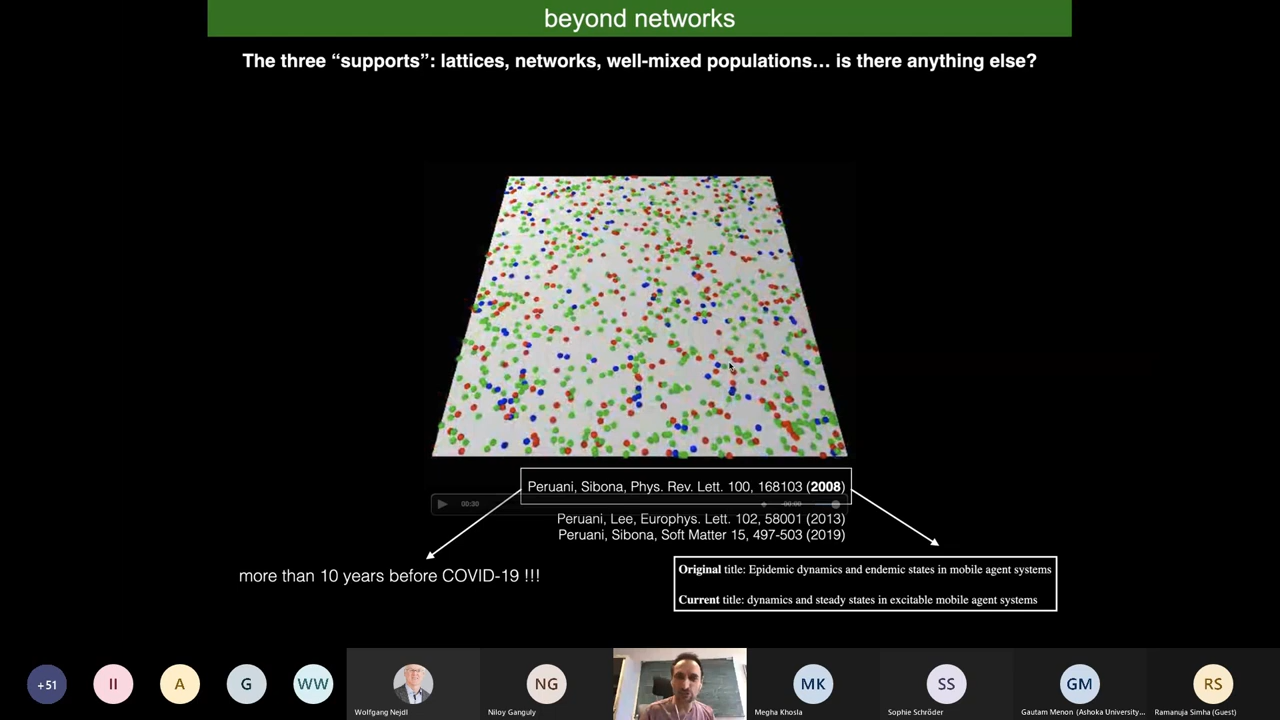 beyond networks
The three “supports”: lattices, networks, well-mixed populations… is there anything else?
Peruani, Sibona, Phys. Rev. Lett. 100, 168103 (2008)
00:30
-00:00
Peruani, Lee, Europhys. Lett. 102, 58001 (2013)
Peruani, Sibona, Soft Matter 15, 497-503 (2019)
more than 10 years before COVID-19 !!!
Original title: Epidemic dynamics and endemic states in mobile agent systems
Current title: dynamics and steady states in excitable mobile agent systems
+51
II
A
G
WW
NG
MK
SS
GM
RS
Wolfgang Nejdl
Niloy Ganguly
Megha Khosla
Sophie Schröder
Gautam Menon (Ashoka University...
Ramanuja Simha (Guest)